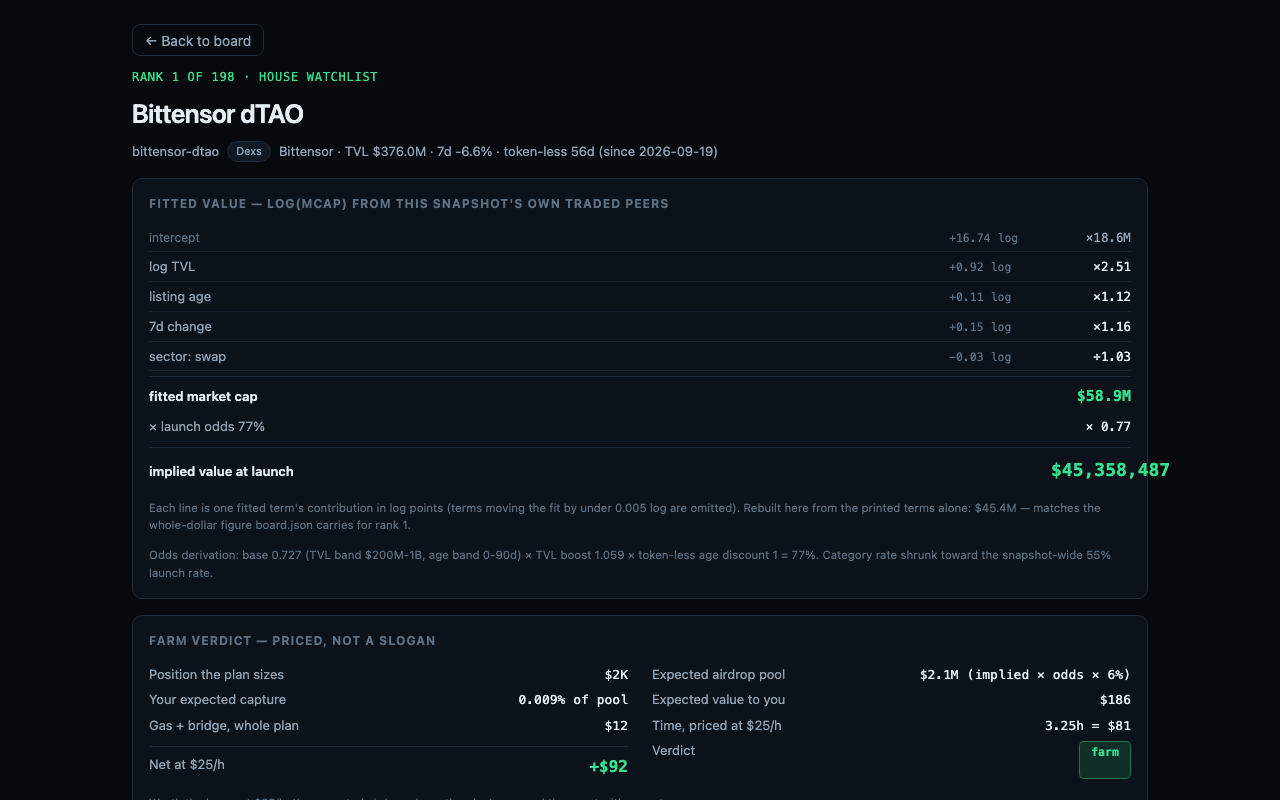 ← Back to board
RANK 1 OF 198 · HOUSE WATCHLIST
Bittensor dTAO
bittensor-dtao Dexs Bittensor · TVL $376.0M · 7d -6.6% · token-less 56d (since 2026-09-19)
FITTED VALUE — LOG(MCAP) FROM THIS SNAPSHOT'S OWN TRADED PEERS
intercept +16.74 log ×18.6M
log TVL +0.92 log ×2.51
listing age +0.11 log ×1.12
7d change +0.15 log ×1.16
sector: swap −0.03 log ÷1.03
fitted market cap $58.9M
× launch odds 77% × 0.77
implied value at launch $45,358,487
Each line is one fitted term's contribution in log points (terms moving the fit by under 0.005 log are omitted). Rebuilt here from the printed terms alone: $45.4M — matches the
whole-dollar figure board.json carries for rank 1.
Odds derivation: base 0.727 (TVL band $200M-1B, age band 0-90d) × TVL boost 1.059 × token-less age discount 1 = 77%. Category rate shrunk toward the snapshot-wide 55%
launch rate.
FARM VERDICT — PRICED, NOT A SLOGAN
Position the plan sizes $2K Expected airdrop pool $2.1M (implied × odds × 6%)
Your expected capture 0.009% of pool Expected value to you $186
Gas + bridge, whole plan $12 Time, priced at $25/h 3.25h = $81
Net at $25/h +$92 Verdict farm